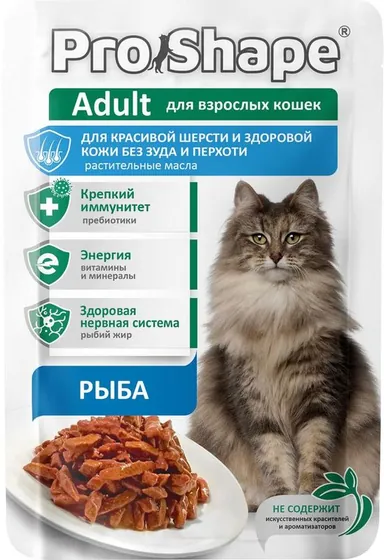 ProShape®
Adult для взрослых кошек
ДЛЯ КРАСИВОЙ ШЕРСТИ И ЗДОРОВОЙ
КОЖИ БЕЗ ЗУДА И ПЕРХОТИ
растительные масла
Крепкий
иммунитет
пребиотики
Энергия
витамины
и минералы
Здоровая
нервная система
рыбий жир
РЫБА
НЕ СОДЕРЖИТ
искусственных красителей
и ароматизаторов